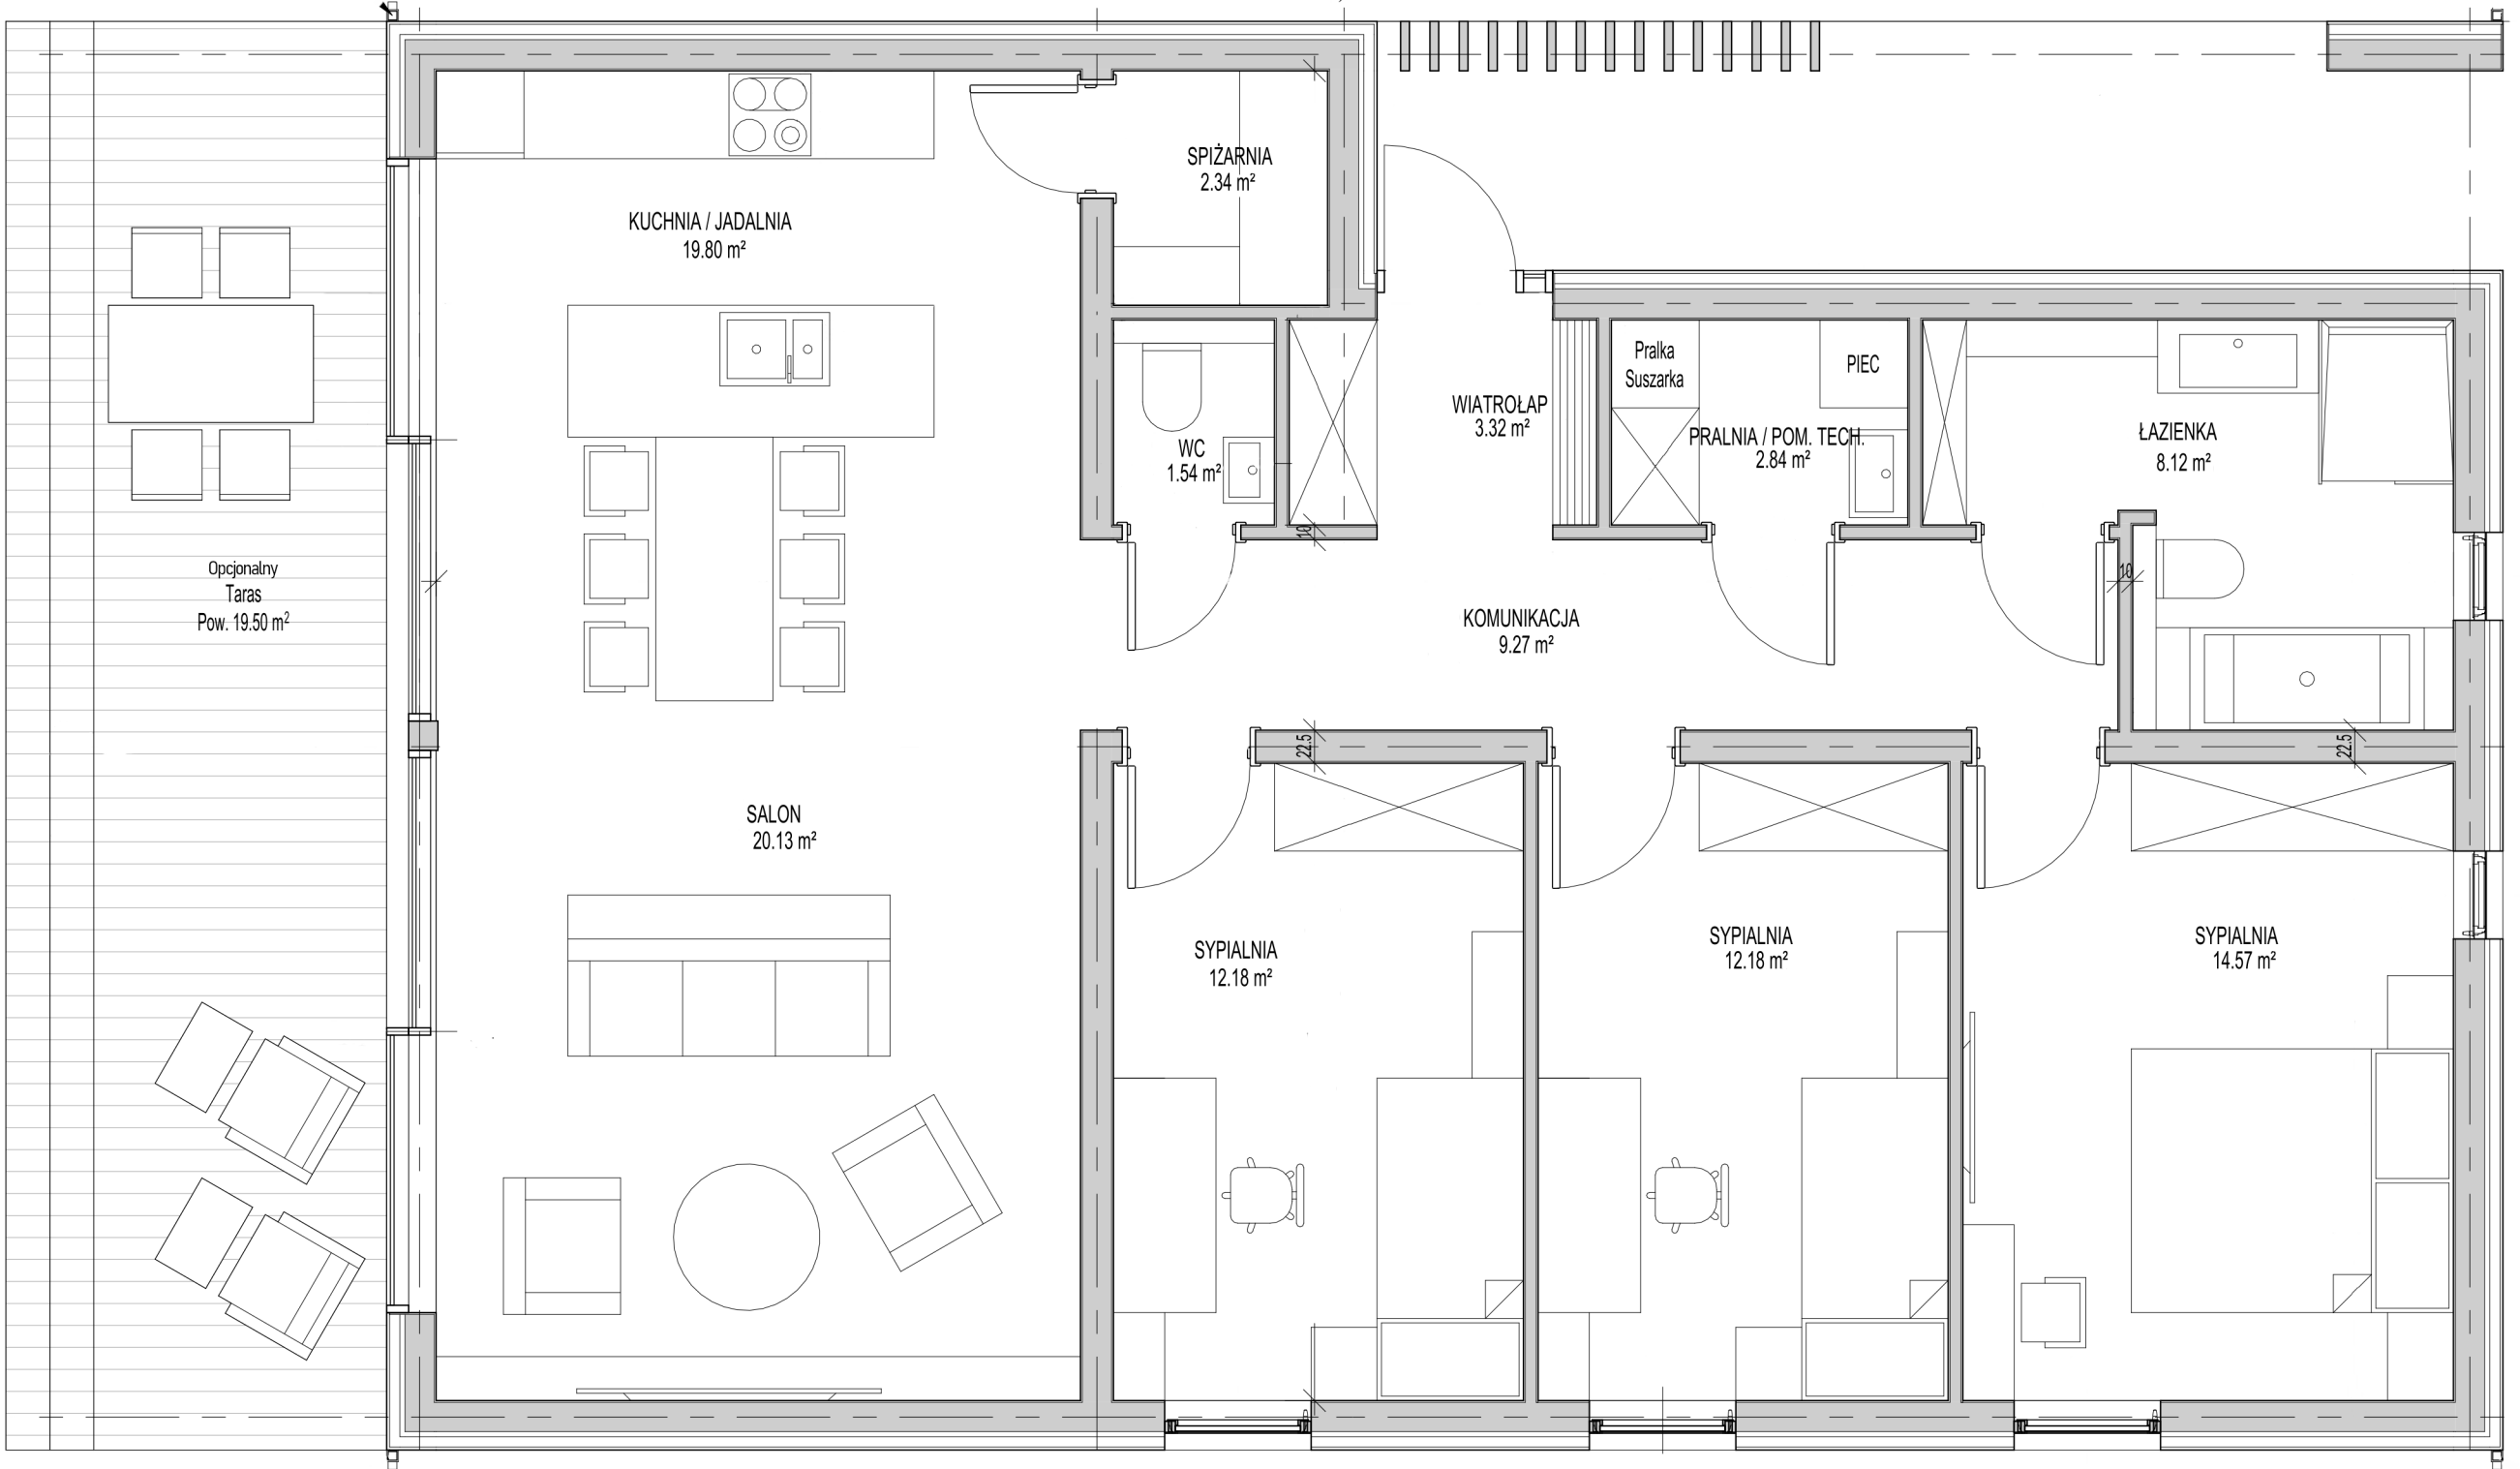 SPIŻARNIA
2.34 m²
KUCHNIA / JADALNIA
19.80 m²
Pralka
Suszarka
PIEC
WIATROŁAP
3.32 m²
PRALNIA / POM. TECH.
2.84 m²
ŁAZIENKA
8.12 m²
WC
1.54 m²
10
10
Opcjonalny
Taras
Pow. 19.50 m²
KOMUNIKACJA
9.27 m²
22.5
22.5
SALON
20.13 m²
SYPIALNIA
12.18 m²
SYPIALNIA
12.18 m²
SYPIALNIA
14.57 m²